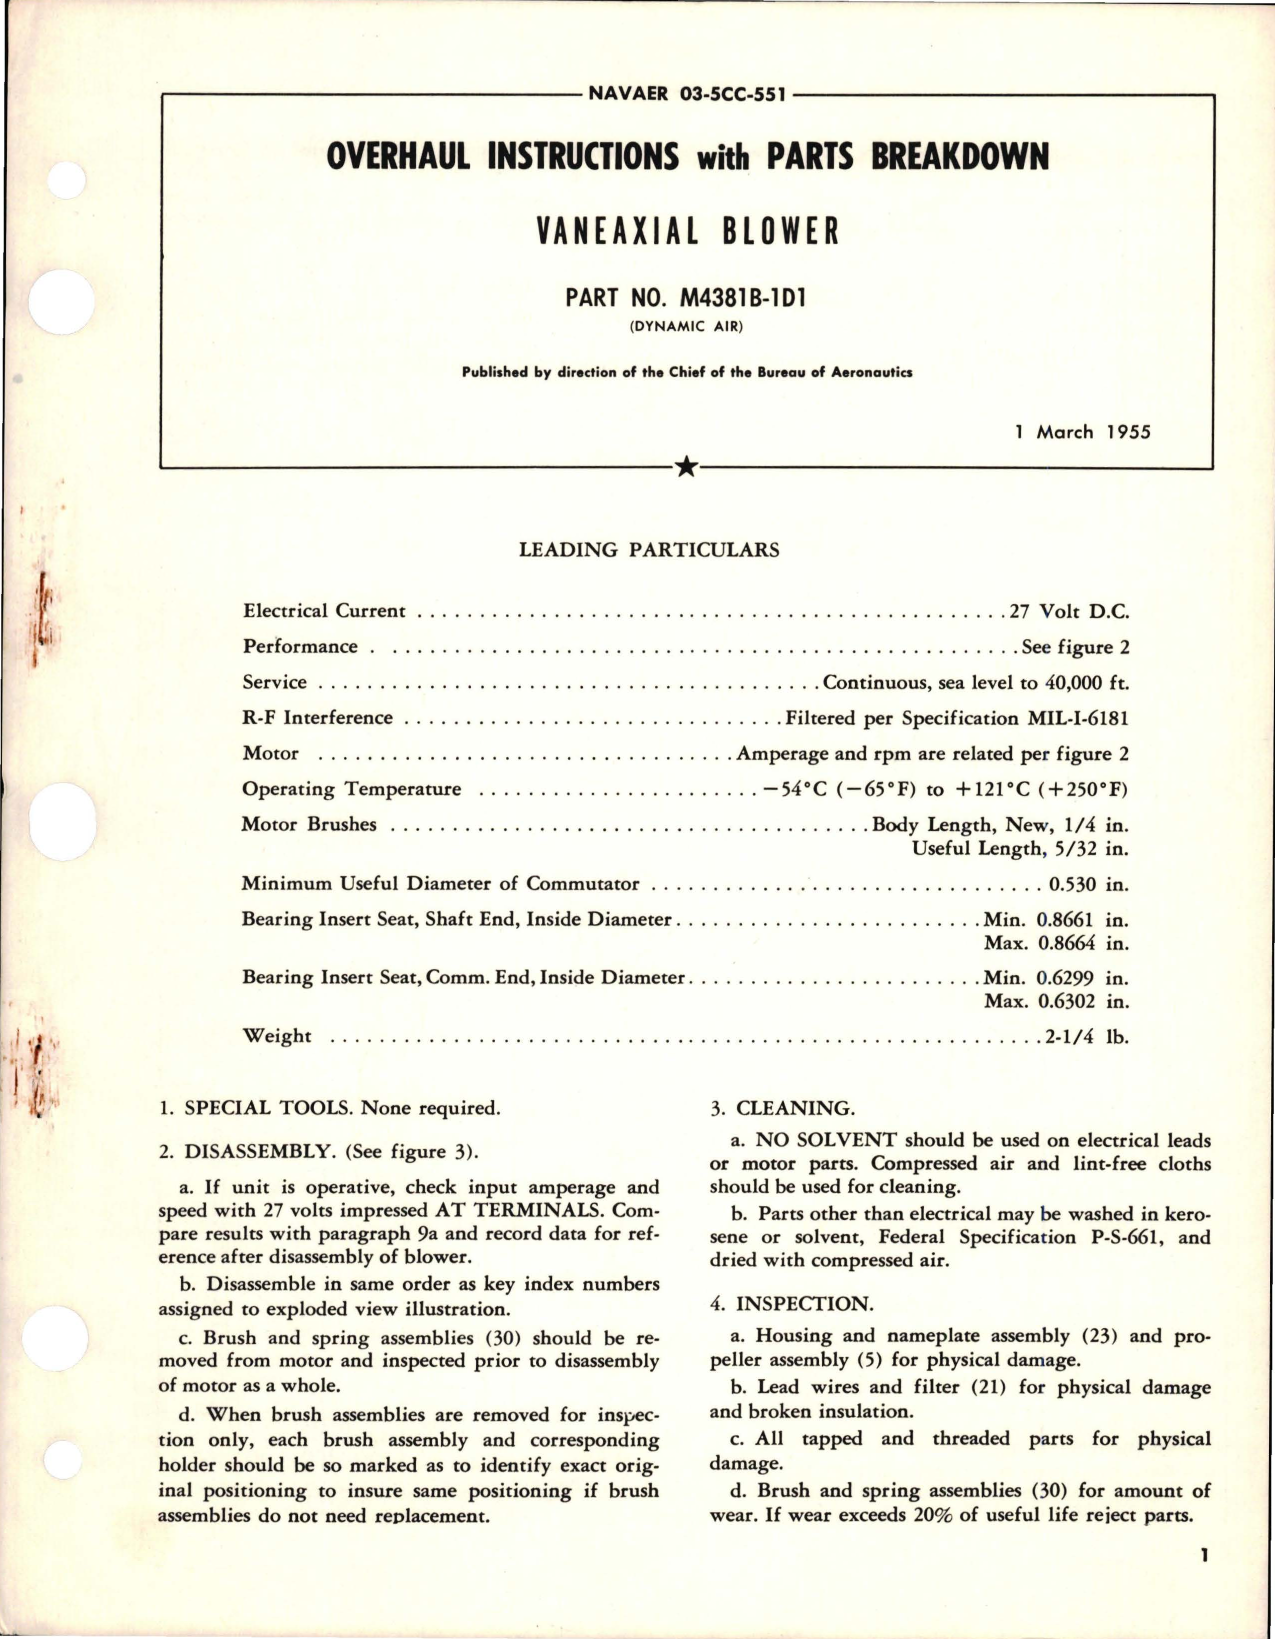 NAVAER 03-5CC-551
OVERHAUL INSTRUCTIONS with PARTS BREAKDOWN
VANEAXIAL BLOWER
PART NO. M4381B-1D1
(DYNAMIC AIR)
Published by direction of the Chief of the Bureau of Aeronautics
1 March 1955
LEADING PARTICULARS
Electrical Current . . . . . . . . . . . . . . . . . . . . 27 Volt D.C.
Performance . . . . . . . . . . . . . . . . . . . . See figure 2
Service . . . . . . . . . . . . . . . . . . . . Continuous, sea level to 40,000 ft.
R-F Interference . . . . . . . . . . . . . . . . . . . . Filtered per Specification MIL-I-6181
Motor . . . . . . . . . . . . . . . . . . . . Amperage and rpm are related per figure 2
Operating Temperature . . . . . . . . . . . . . . . . . . . . −54°C (−65°F) to +121°C (+250°F)
Motor Brushes . . . . . . . . . . . . . . . . . . . . Body Length, New, 1/4 in.
Useful Length, 5/32 in.
Minimum Useful Diameter of Commutator . . . . . . . . . . . . . . . . . . . . 0.530 in.
Bearing Insert Seat, Shaft End, Inside Diameter . . . . . . . . . . . . . . . . . . . . Min. 0.8661 in.
Max. 0.8664 in.
Bearing Insert Seat, Comm. End, Inside Diameter . . . . . . . . . . . . . . . . . . . . Min. 0.6299 in.
Max. 0.6302 in.
Weight . . . . . . . . . . . . . . . . . . . . 2-1/4 lb.
1. SPECIAL TOOLS. None required.
2. DISASSEMBLY. (See figure 3).
a. If unit is operative, check input amperage and
speed with 27 volts impressed AT TERMINALS. Com-
pare results with paragraph 9a and record data for ref-
erence after disassembly of blower.
b. Disassemble in same order as key index numbers
assigned to exploded view illustration.
c. Brush and spring assemblies (30) should be re-
moved from motor and inspected prior to disassembly
of motor as a whole.
d. When brush assemblies are removed for inspec-
tion only, each brush assembly and corresponding
holder should be so marked as to identify exact orig-
inal positioning to insure same positioning if brush
assemblies do not need replacement.
3. CLEANING.
a. NO SOLVENT should be used on electrical leads
or motor parts. Compressed air and lint-free cloths
should be used for cleaning.
b. Parts other than electrical may be washed in kero-
sene or solvent, Federal Specification P-S-661, and
dried with compressed air.
4. INSPECTION.
a. Housing and nameplate assembly (23) and pro-
peller assembly (5) for physical damage.
b. Lead wires and filter (21) for physical damage
and broken insulation.
c. All tapped and threaded parts for physical
damage.
d. Brush and spring assemblies (30) for amount of
wear. If wear exceeds 20% of useful life reject parts.
1